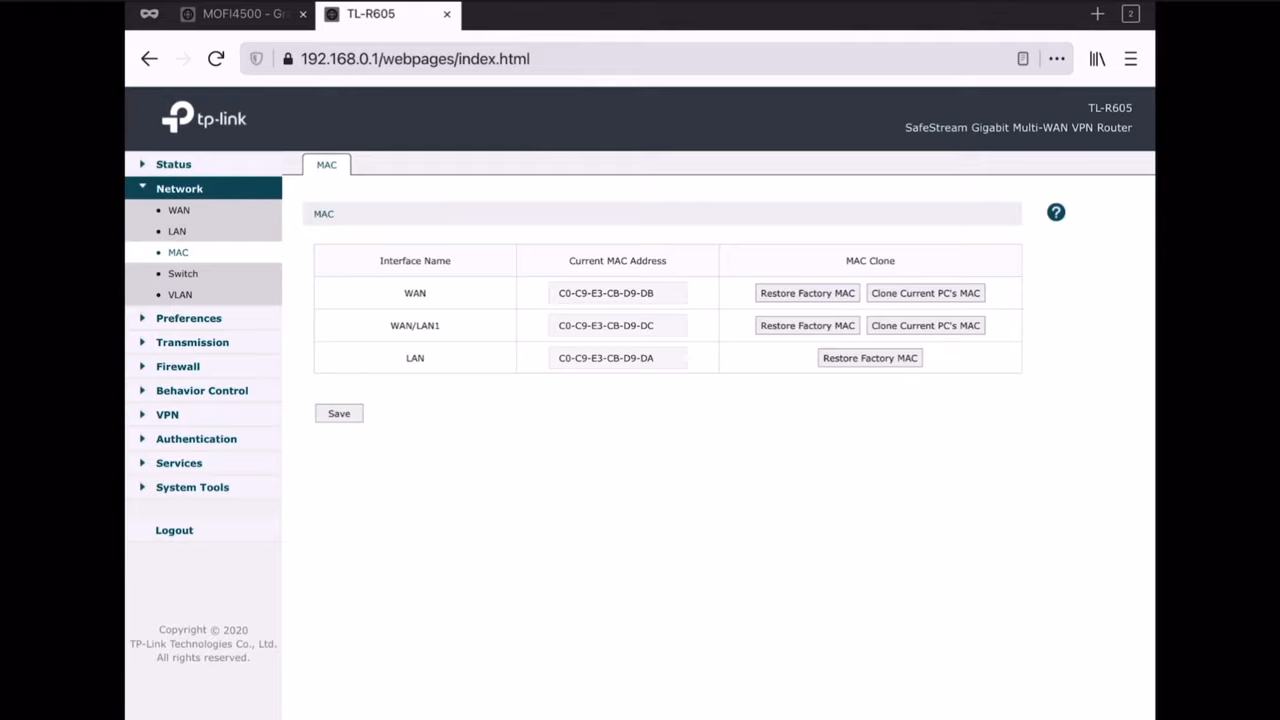 MOFI4500 - Gr
TL-R605
2
192.168.0.1/webpages/index.html
tp-link
TL-R605
SafeStream Gigabit Multi-WAN VPN Router
Status
Network
WAN
LAN
MAC
Switch
VLAN
Preferences
Transmission
Firewall
Behavior Control
VPN
Authentication
Services
System Tools
Logout
Copyright © 2020
TP-Link Technologies Co., Ltd.
All rights reserved.
MAC
MAC
?
Interface Name Current MAC Address MAC Clone
WAN C0-C9-E3-CB-D9-DB Restore Factory MAC Clone Current PC's MAC
WAN/LAN1 C0-C9-E3-CB-D9-DC Restore Factory MAC Clone Current PC's MAC
LAN C0-C9-E3-CB-D9-DA Restore Factory MAC
Save